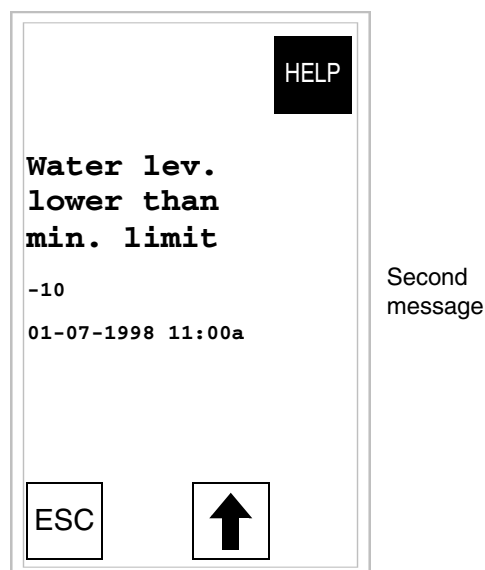 HELP
Water lev.
lower than
min. limit
-10
01-07-1998 11:00a
Second
message
ESC